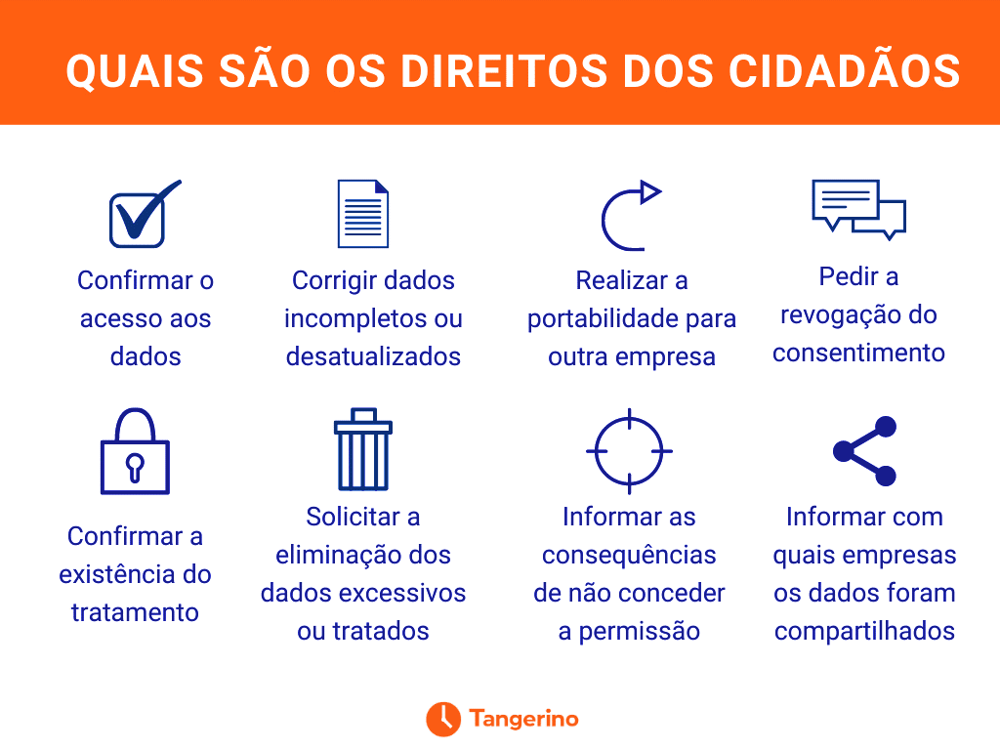 QUAIS SÃO OS DIREITOS DOS CIDADÃOS
Confirmar o
acesso aos
dados
Corrigir dados
incompletos ou
desatualizados
Realizar a
portabilidade para
outra empresa
Pedir a
revogação do
consentimento
Confirmar a
existência do
tratamento
Solicitar a
eliminação dos
dados excessivos
ou tratados
Informar as
consequências
de não conceder
a permissão
Informar com
quais empresas
os dados foram
compartilhados
Tangerino